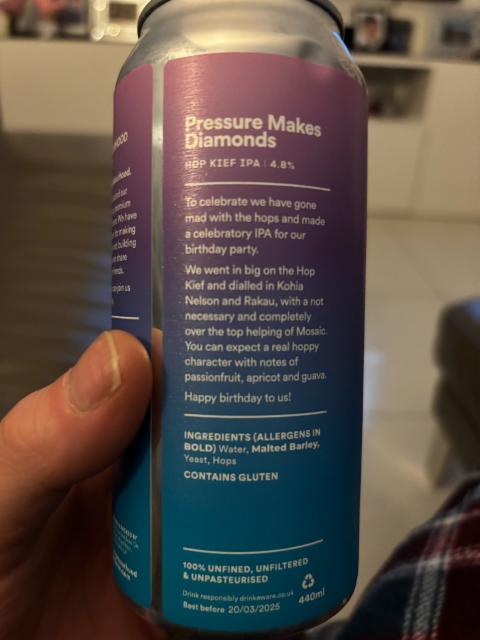 Pressure Makes
Diamonds
HOP KIEF IPA | 4.8%
To celebrate we have gone
mad with the hops and made
a celebratory IPA for our
birthday party.
We went in big on the Hop
Kief and dialled in Kohia
Nelson and Rakau, with a not
necessary and completely
over the top helping of Mosaic.
You can expect a real hoppy
character with notes of
passionfruit, apricot and guava.
Happy birthday to us!
INGREDIENTS (ALLERGENS IN
BOLD) Water, Malted Barley,
Yeast, Hops
CONTAINS GLUTEN
100% UNFINED, UNFILTERED
& UNPASTEURISED
Drink responsibly drinkaware.co.uk
Best before 20/03/2025
440ml